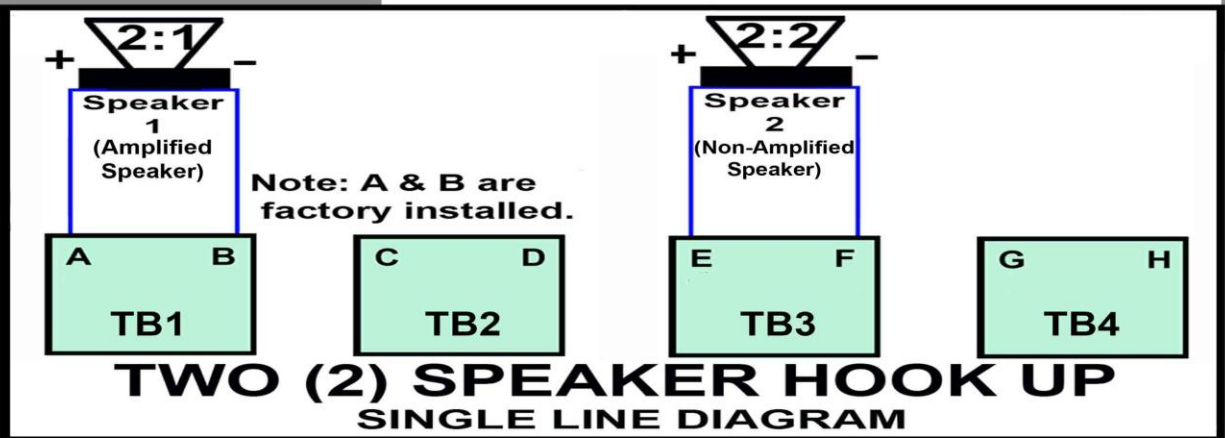 2:1
+ –
Speaker
1
(Amplified
Speaker)
Note: A & B are
factory installed.
2:2
+ –
Speaker
2
(Non-Amplified
Speaker)
A B
TB1
C D
TB2
E F
TB3
G H
TB4
TWO (2) SPEAKER HOOK UP
SINGLE LINE DIAGRAM